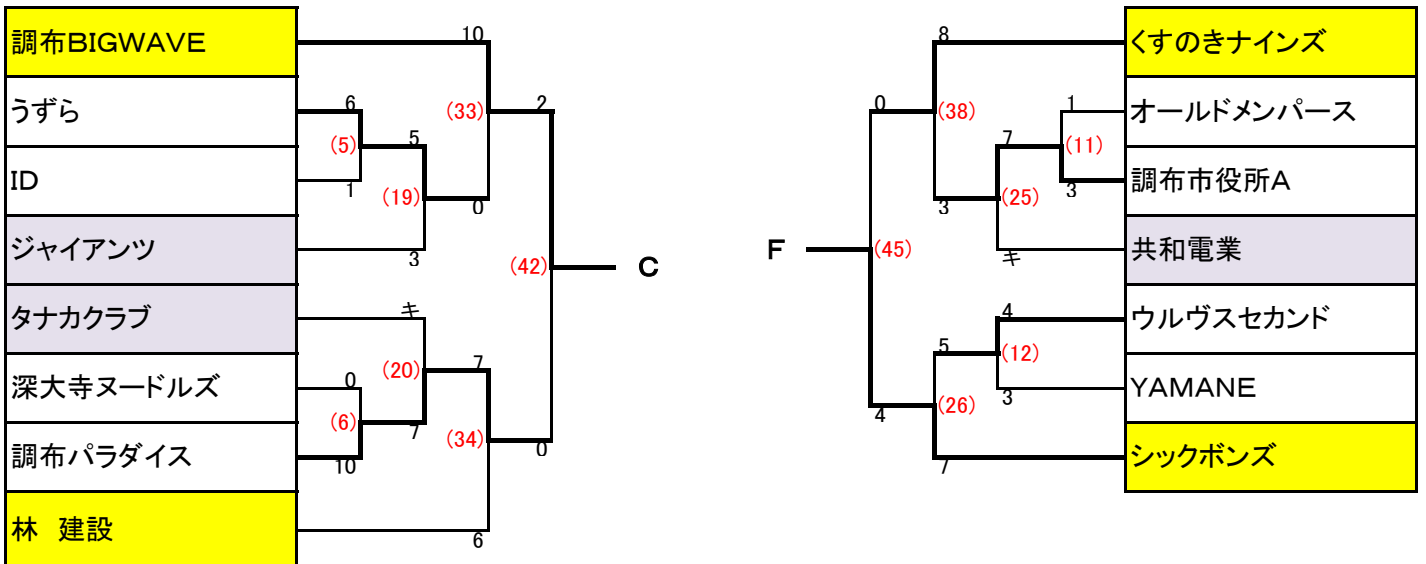 調布BIGWAVE
うずら
ID
ジャイアンツ
タナカクラブ
深大寺ヌードルズ
調布パラダイス
林　建設
10
6
(5)
1
5
(19)
3
(33)
0
2
(42)
C
キ
(20)
0
(6)
10
7
7
(34)
6
0
F
0
(45)
4
8
(38)
3
7
(25)
キ
1
(11)
3
5
(26)
7
4
(12)
3
くすのきナインズ
オールドメンパース
調布市役所A
共和電業
ウルヴスセカンド
YAMANE
シックボンズ